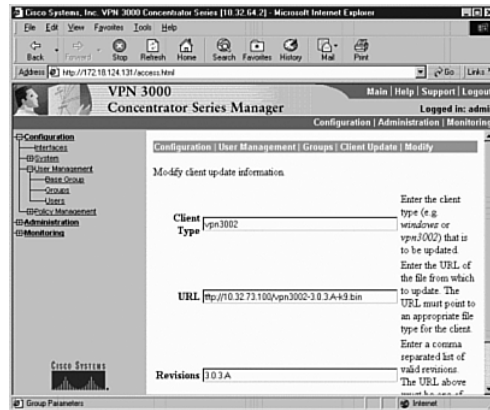 Cisco Systems, Inc. VPN 3000 Concentrator Series [10.32.64.2] - Microsoft Internet Explorer
File Edit View Favorites Tools Help
Back Forward Stop Refresh Home Search Favorites History Mail Print
Address http://172.18.124.131/access.html Go Links
VPN 3000
Concentrator Series Manager
Main | Help | Support | Logout
Logged in: admi
Configuration | Administration | Monitoring
Configuration
Interfaces
System
User Management
Base Group
Groups
Users
Policy Management
Administration
Monitoring
Configuration | User Management | Groups | Client Update | Modify
Modify client update information.
Client Type
vpn3002
Enter the client
type (e.g.
windows or
vpn3002) that is
to be updated.
URL
tftp://10.32.73.100/vpn3002-3.0.3.A-k9.bin
Enter the URL of
the file from which
to update. The
URL must point to
an appropriate file
type for the client.
Revisions
3.0.3.A
Enter a comma
separated list of
valid revisions.
The URL above
must be one of
CISCO SYSTEMS
Group Parameters
Internet